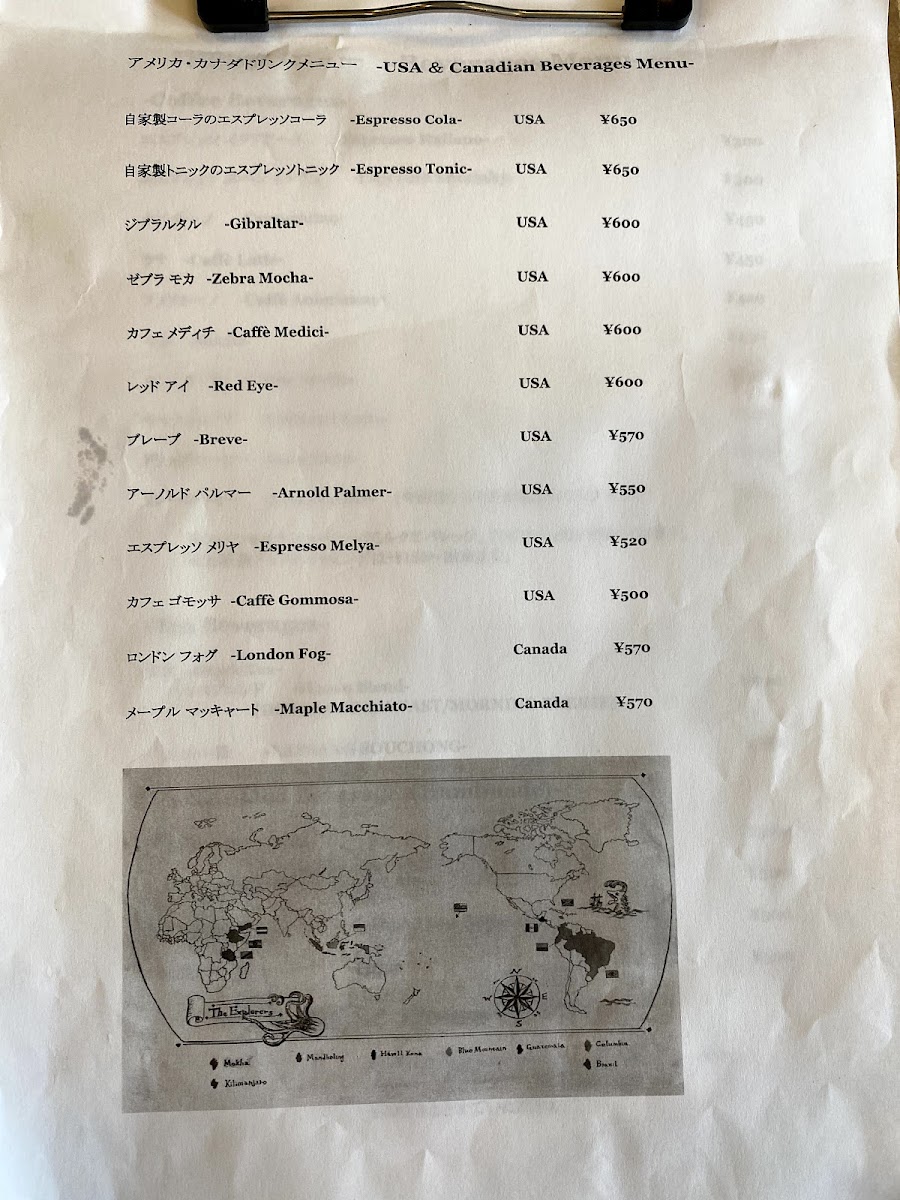 アメリカ・カナダドリンクメニュー -USA & Canadian Beverages Menu-
自家製コーラのエスプレッソコーラ -Espresso Cola- USA ¥650
自家製トニックのエスプレッソトニック -Espresso Tonic- USA ¥650
ジブラルタル -Gibraltar- USA ¥600
ゼブラ モカ -Zebra Mocha- USA ¥600
カフェ メディチ -Caffè Medici- USA ¥600
レッド アイ -Red Eye- USA ¥600
ブレーブ -Breve- USA ¥570
アーノルド パルマー -Arnold Palmer- USA ¥550
エスプレッソ メリヤ -Espresso Melya- USA ¥520
カフェ ゴモッサ -Caffè Gommosa- USA ¥500
ロンドン フォグ -London Fog- Canada ¥570
メープル マッキャート -Maple Macchiato- Canada ¥570
N
W E
S
The Explorers
Mokha Mandheling Hawaii Kona Blue Mountain Guatemala Columbia
Kilimanjaro Brazil